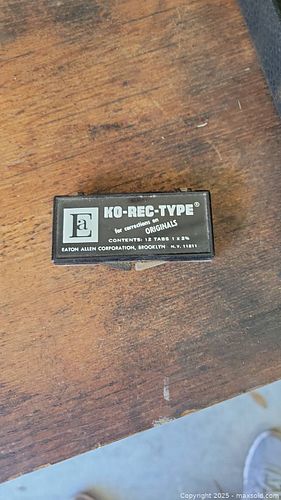 Ea
KO-REC-TYPE®
for corrections on
ORIGINALS
CONTENTS: 12 TABS 1 x 2¾
EATON ALLEN CORPORATION, BROOKLYN N.Y. 11211
Copyright © 2025 - maxsold.com